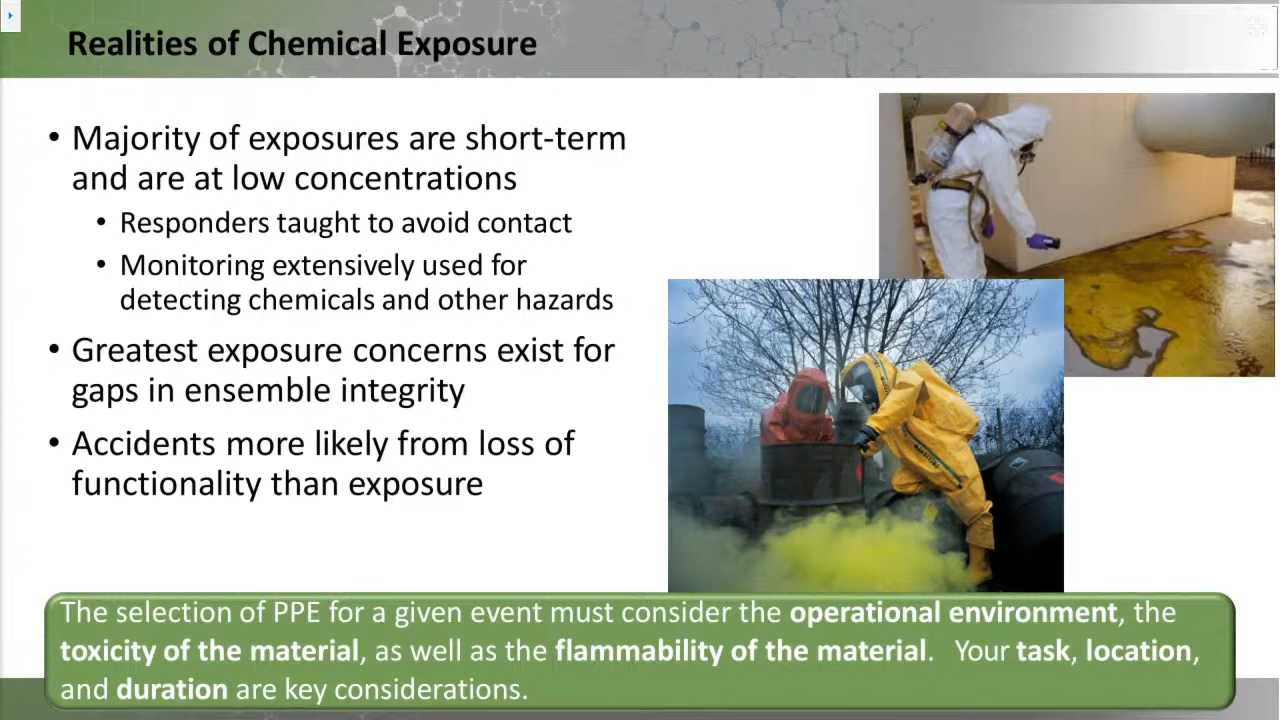 Realities of Chemical Exposure
• Majority of exposures are short-term
and are at low concentrations
• Responders taught to avoid contact
• Monitoring extensively used for
detecting chemicals and other hazards
• Greatest exposure concerns exist for
gaps in ensemble integrity
• Accidents more likely from loss of
functionality than exposure
The selection of PPE for a given event must consider the operational environment, the
toxicity of the material, as well as the flammability of the material. Your task, location,
and duration are key considerations.